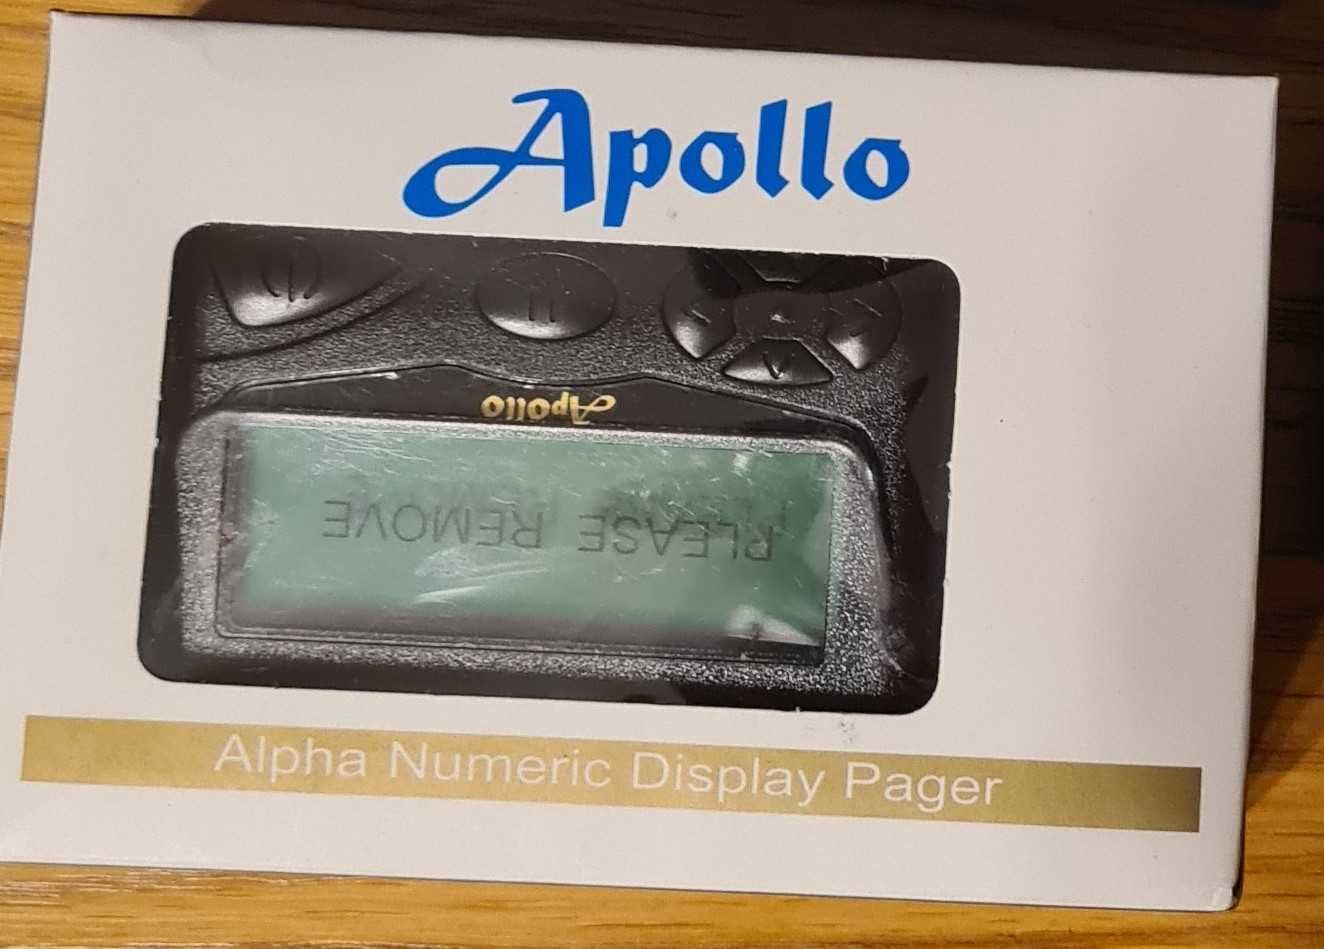 Apollo
Apollo
PLEASE REMOVE
Alpha Numeric Display Pager